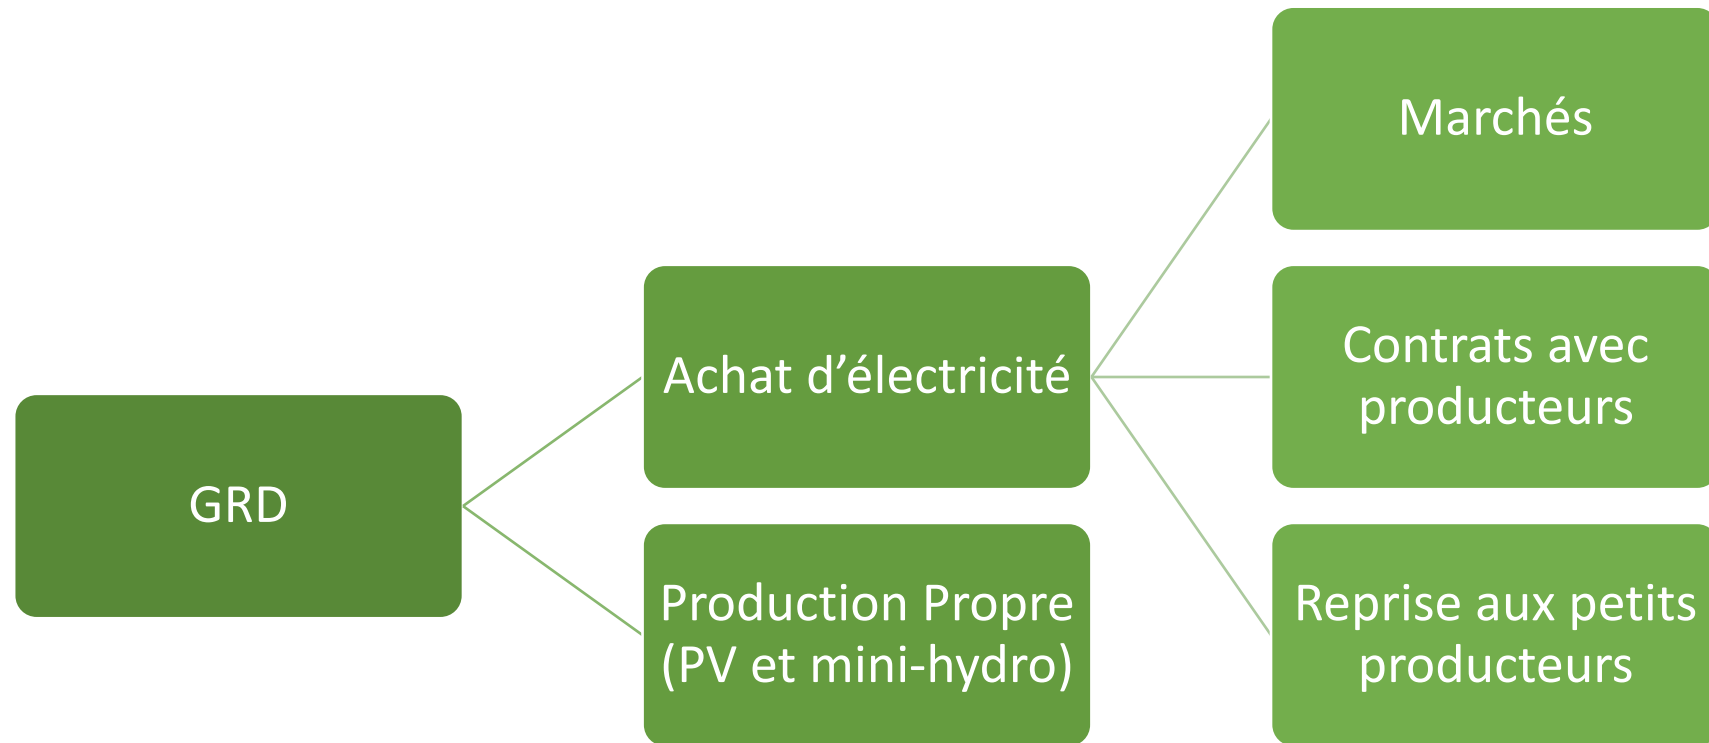 GRD
Achat d’électricité
Production Propre
(PV et mini-hydro)
Marchés
Contrats avec
producteurs
Reprise aux petits
producteurs